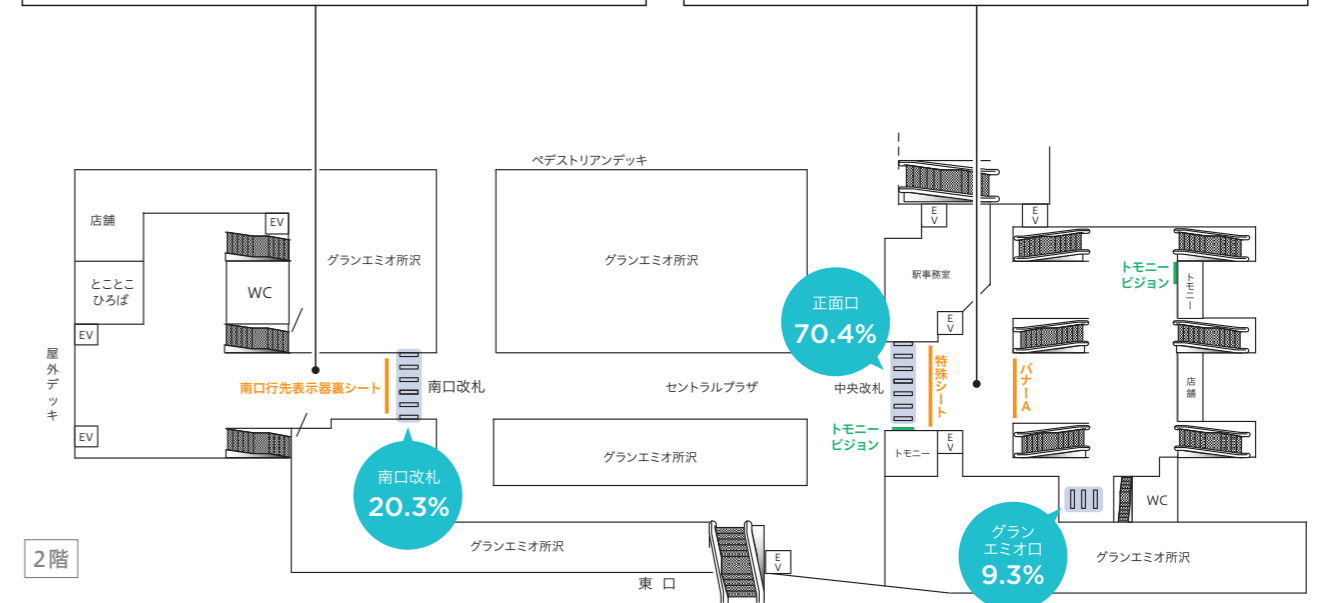 ペデストリアンデッキ
店舗
EV
グランエミオ所沢
グランエミオ所沢
EV
EV
駅事務室
とことこ
ひろば
WC
トモニー
ビジョン
トモニー
EV
正面口
70.4%
EV
屋外デッキ
南口行先表示器裏シート
南口改札
セントラルプラザ
中央改札
特殊シート
バナーA
店舗
EV
トモニー
ビジョン
トモニー
EV
グランエミオ所沢
南口改札
20.3%
WC
グラン
エミオ口
9.3%
グランエミオ所沢
グランエミオ所沢
2階
東口
EV